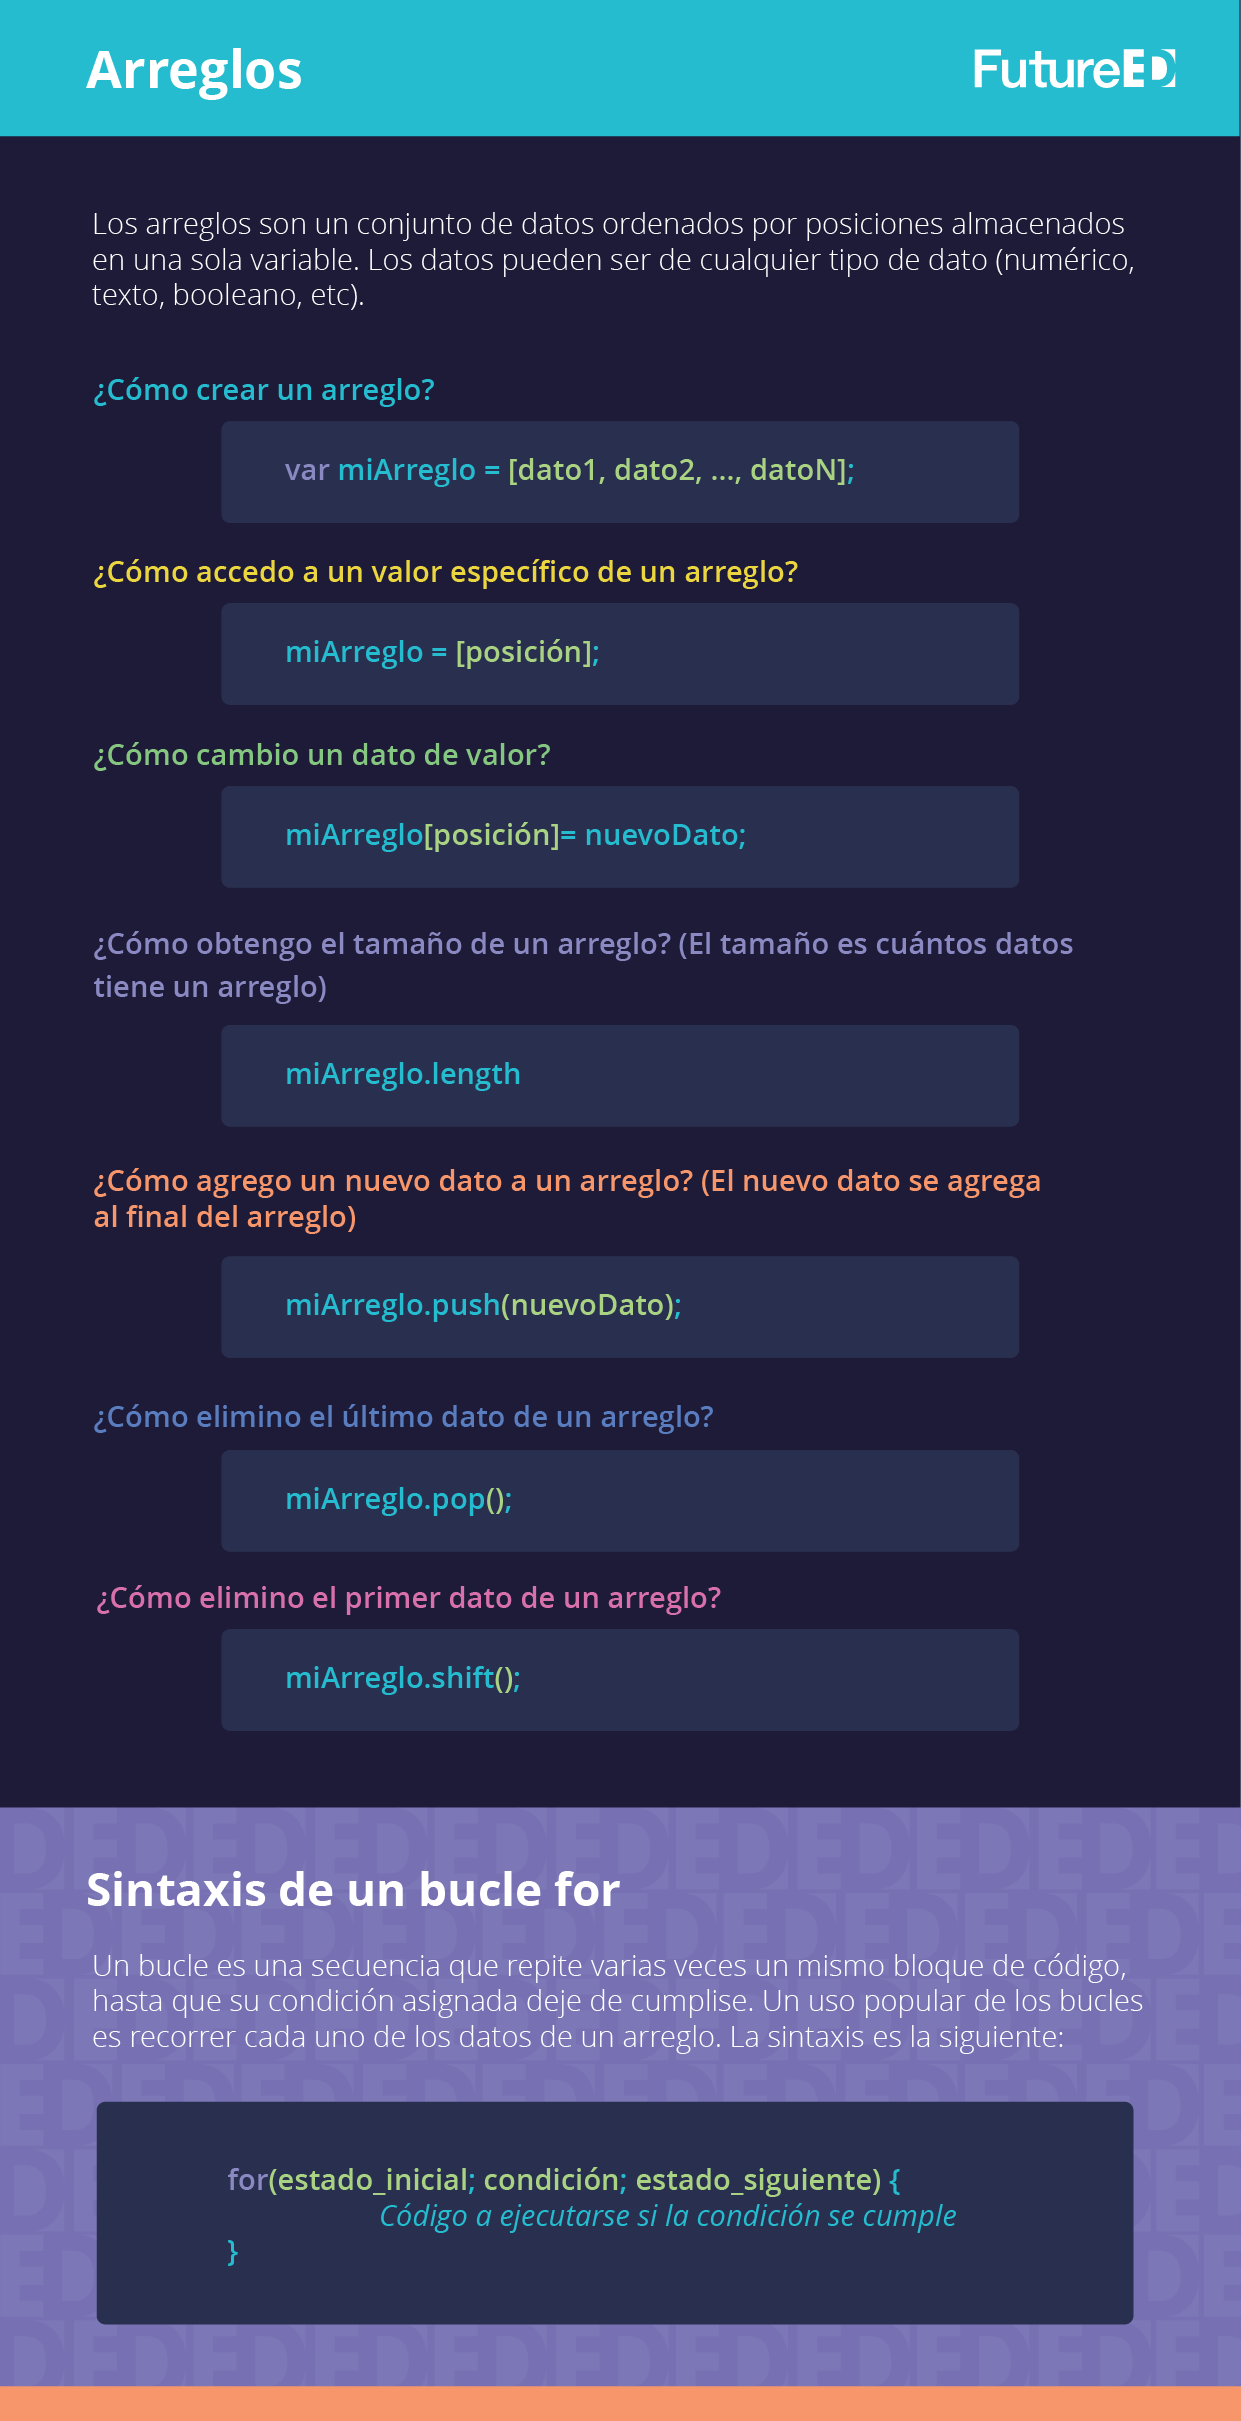 Arreglos
FutureED
Los arreglos son un conjunto de datos ordenados por posiciones almacenados
en una sola variable. Los datos pueden ser de cualquier tipo de dato (numérico,
texto, booleano, etc).
¿Cómo crear un arreglo?
var miArreglo = [dato1, dato2, ..., datoN];
¿Cómo accedo a un valor específico de un arreglo?
miArreglo = [posición];
¿Cómo cambio un dato de valor?
miArreglo[posición]= nuevoDato;
¿Cómo obtengo el tamaño de un arreglo? (El tamaño es cuántos datos
tiene un arreglo)
miArreglo.length
¿Cómo agrego un nuevo dato a un arreglo? (El nuevo dato se agrega
al final del arreglo)
miArreglo.push(nuevoDato);
¿Cómo elimino el último dato de un arreglo?
miArreglo.pop();
¿Cómo elimino el primer dato de un arreglo?
miArreglo.shift();
Sintaxis de un bucle for
Un bucle es una secuencia que repite varias veces un mismo bloque de código,
hasta que su condición asignada deje de cumplise. Un uso popular de los bucles
es recorrer cada uno de los datos de un arreglo. La sintaxis es la siguiente:
for(estado_inicial; condición; estado_siguiente) {
Código a ejecutarse si la condición se cumple
}